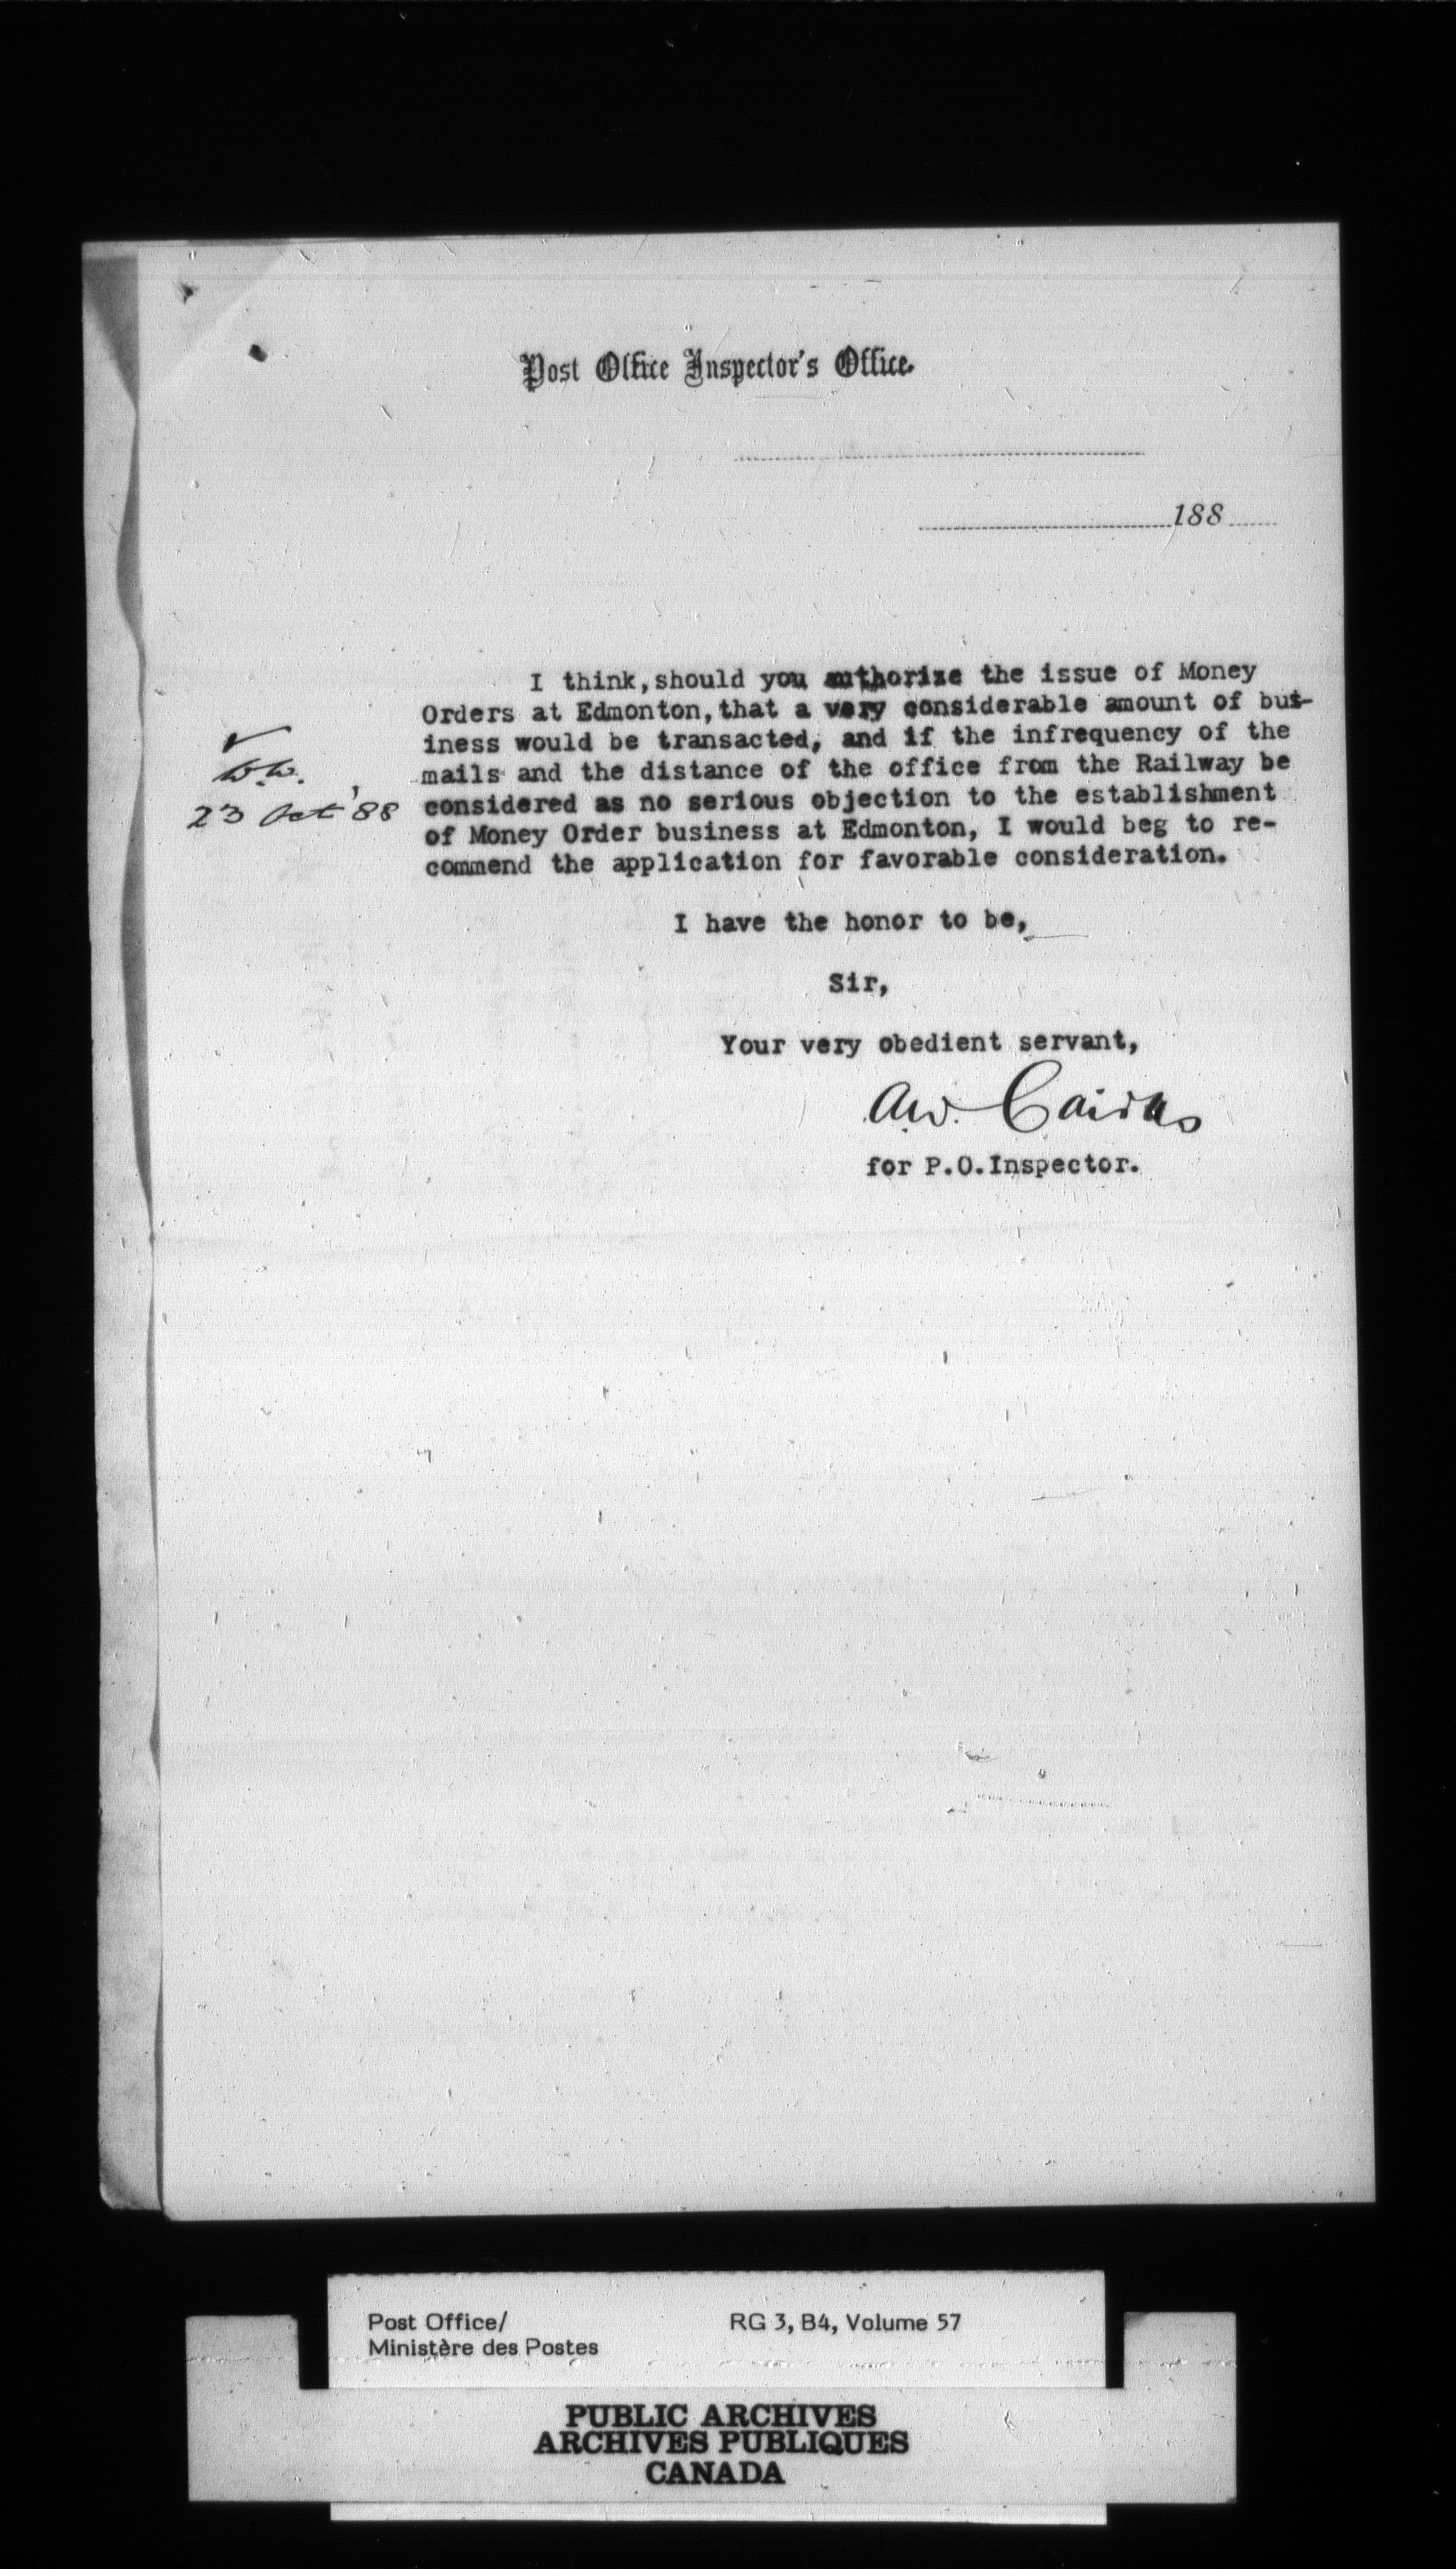 Post Office Inspector's Office.
188
I think,should you authorize the issue of Money
Orders at Edmonton,that a very considerable amount of bus-
iness would be transacted, and if the infrequency of the
mails and the distance of the office from the Railway be
considered as no serious objection to the establishment
of Money Order business at Edmonton, I would beg to re-
commend the application for favorable consideration.
23 Oct '88
I have the honor to be,
Sir,
Your very obedient servant,
A.W. Cairns
for P.O.Inspector.
Post Office/
Ministère des Postes
RG 3, B4, Volume 57
PUBLIC ARCHIVES
ARCHIVES PUBLIQUES
CANADA